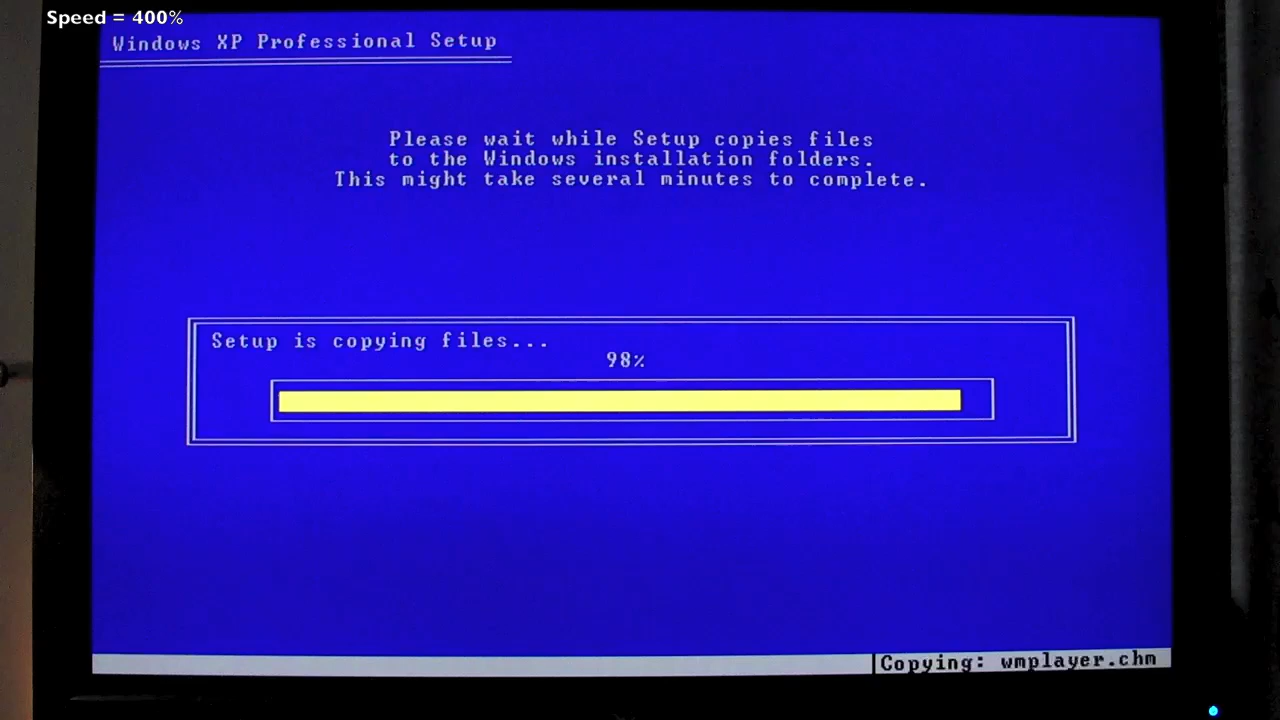 Speed = 400%
Windows XP Professional Setup
Please wait while Setup copies files
to the Windows installation folders.
This might take several minutes to complete.
Setup is copying files...
98%
Copying: wmplayer.chm